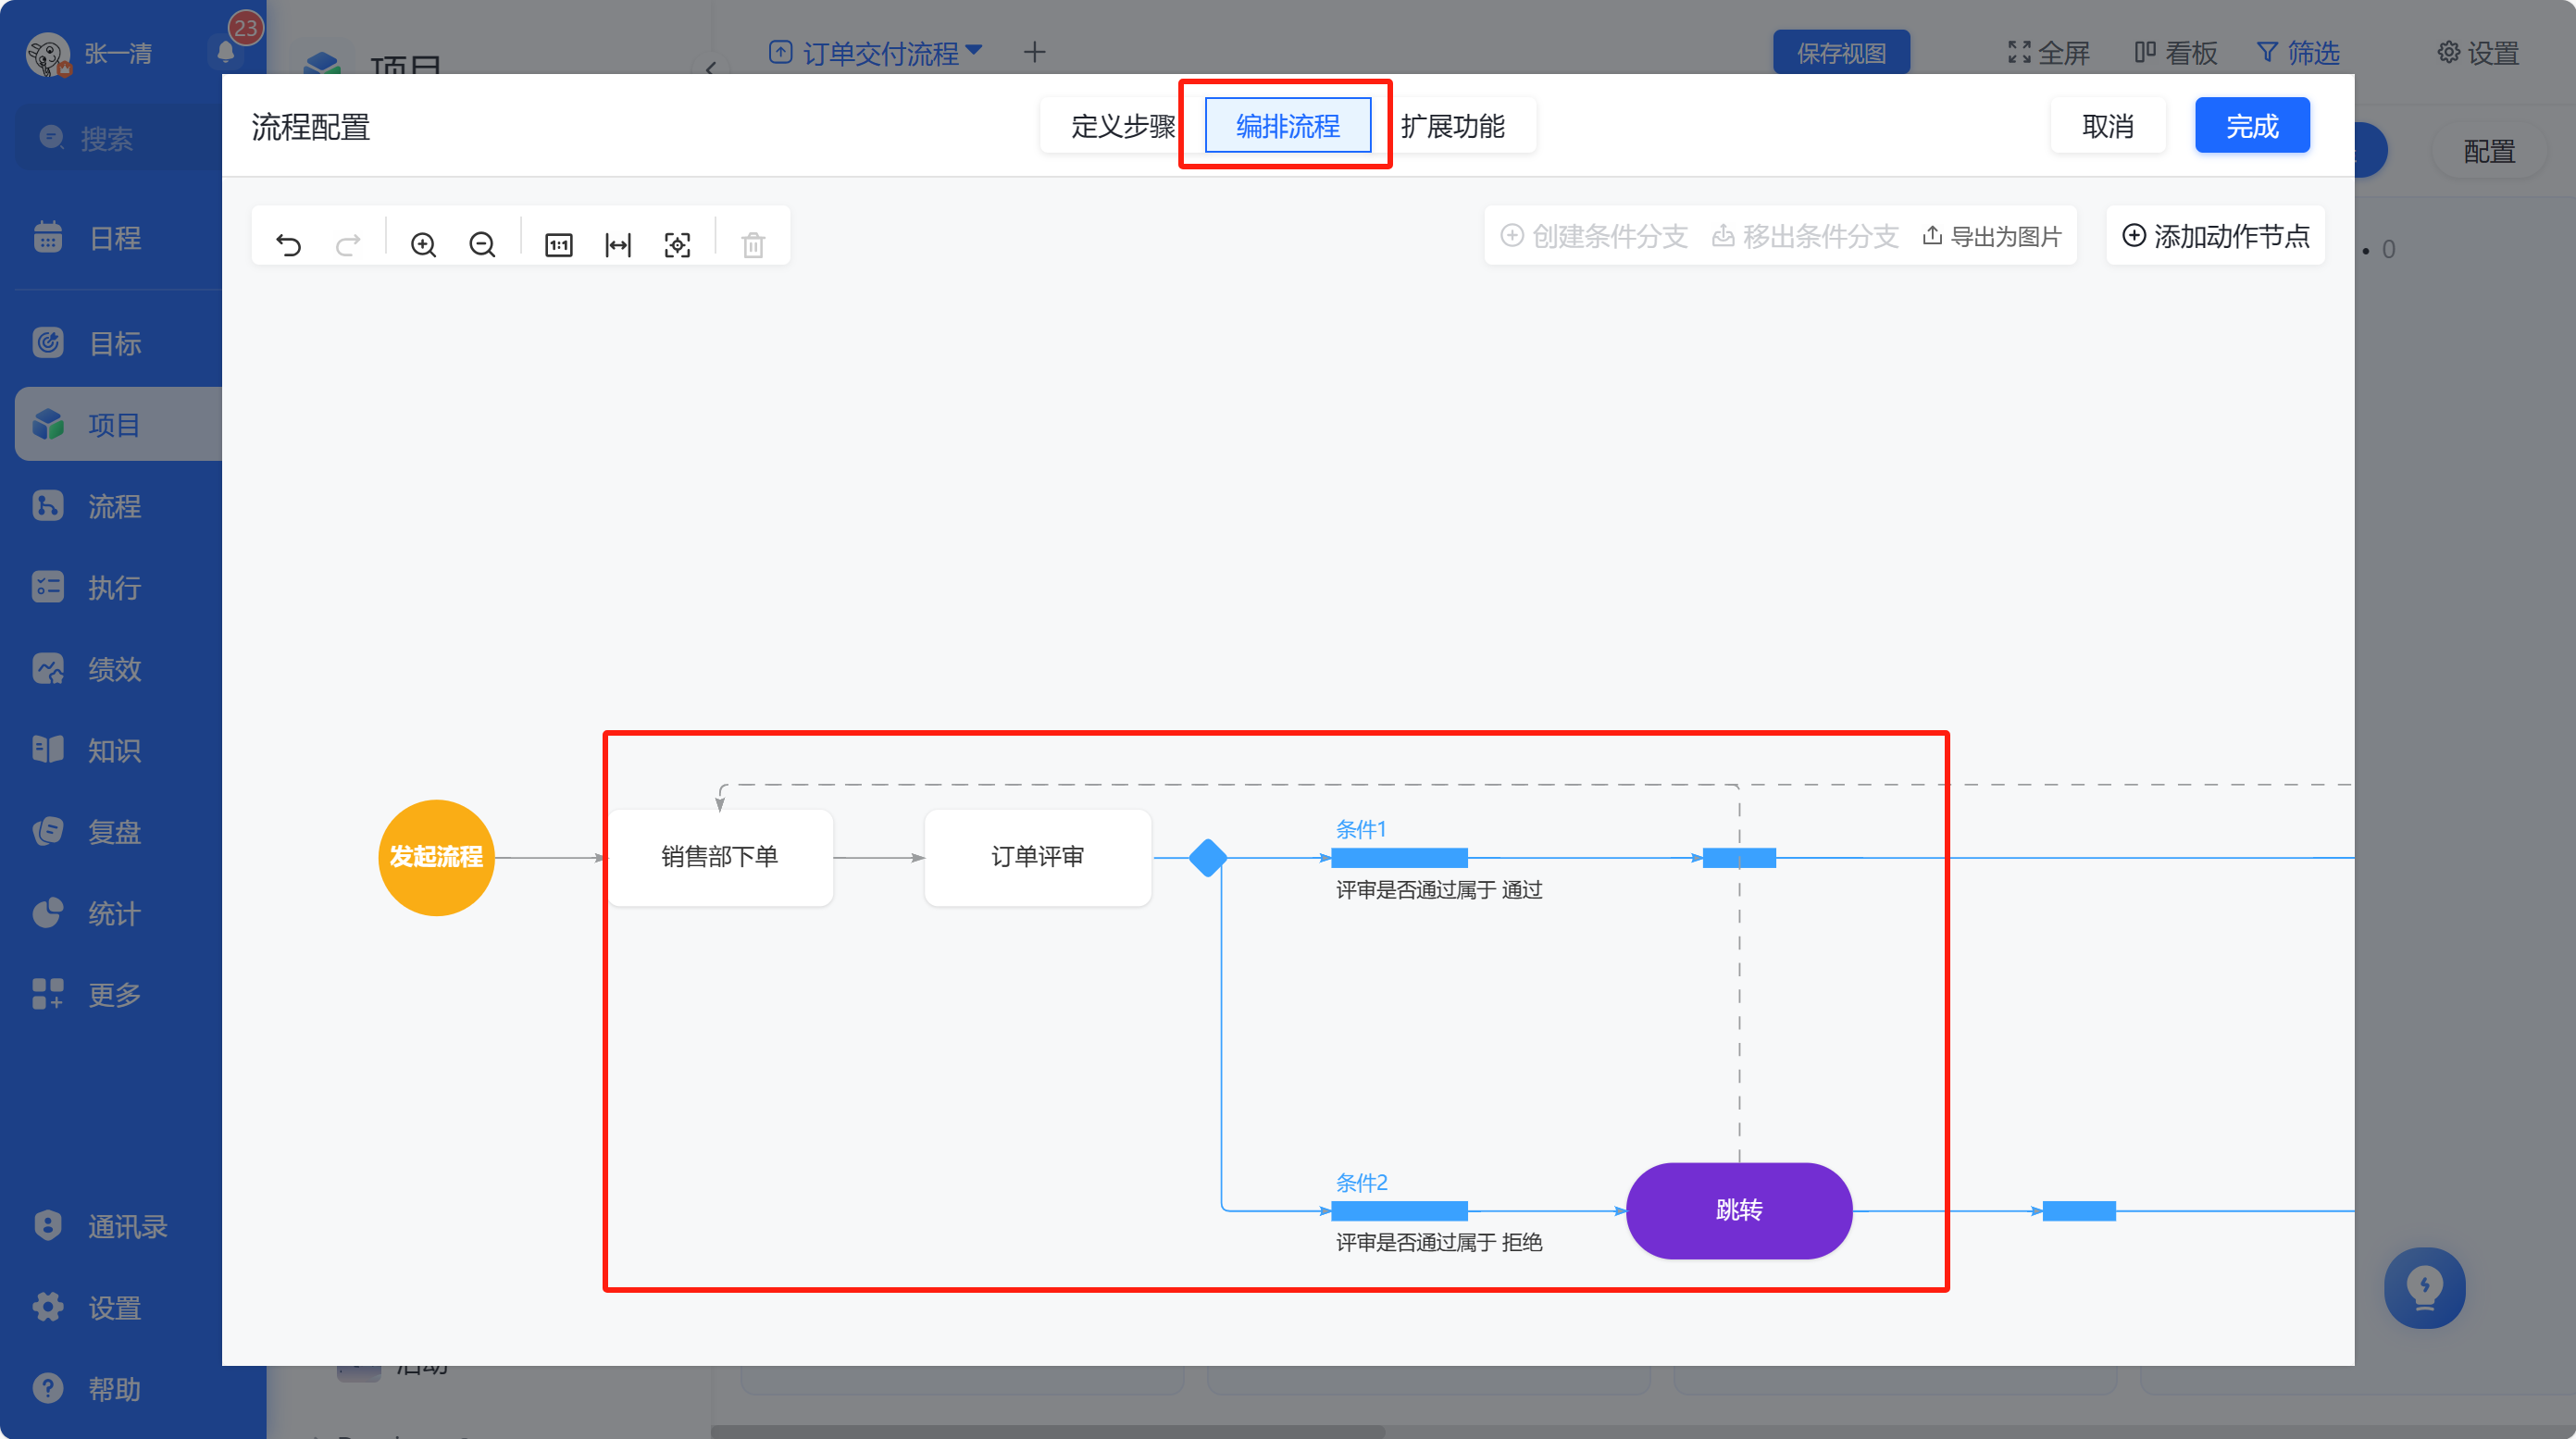 张一清
23
搜索
日程
目标
项目
流程
执行
绩效
知识
复盘
统计
更多
通讯录
设置
帮助
项目
订单交付流程
保存视图
全屏
看板
筛选
设置
配置
0
流程配置
定义步骤
编排流程
扩展功能
取消
完成
1:1
创建条件分支
移出条件分支
导出为图片
添加动作节点
发起流程
销售部下单
订单评审
条件1
评审是否通过属于 通过
条件2
评审是否通过属于 拒绝
跳转